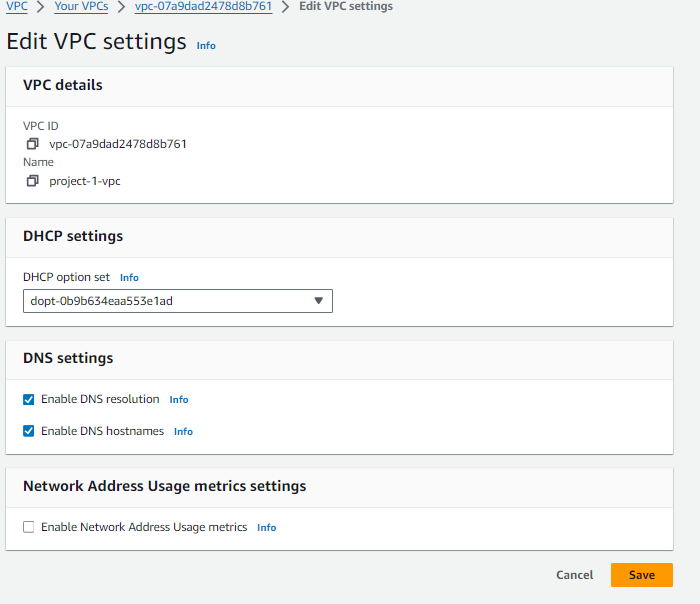 VPC > Your VPCs > vpc-07a9dad2478d8b761 > Edit VPC settings
Edit VPC settings Info
VPC details
VPC ID
vpc-07a9dad2478d8b761
Name
project-1-vpc
DHCP settings
DHCP option set Info
dopt-0b9b634eaa553e1ad
DNS settings
Enable DNS resolution Info
Enable DNS hostnames Info
Network Address Usage metrics settings
Enable Network Address Usage metrics Info
Cancel Save